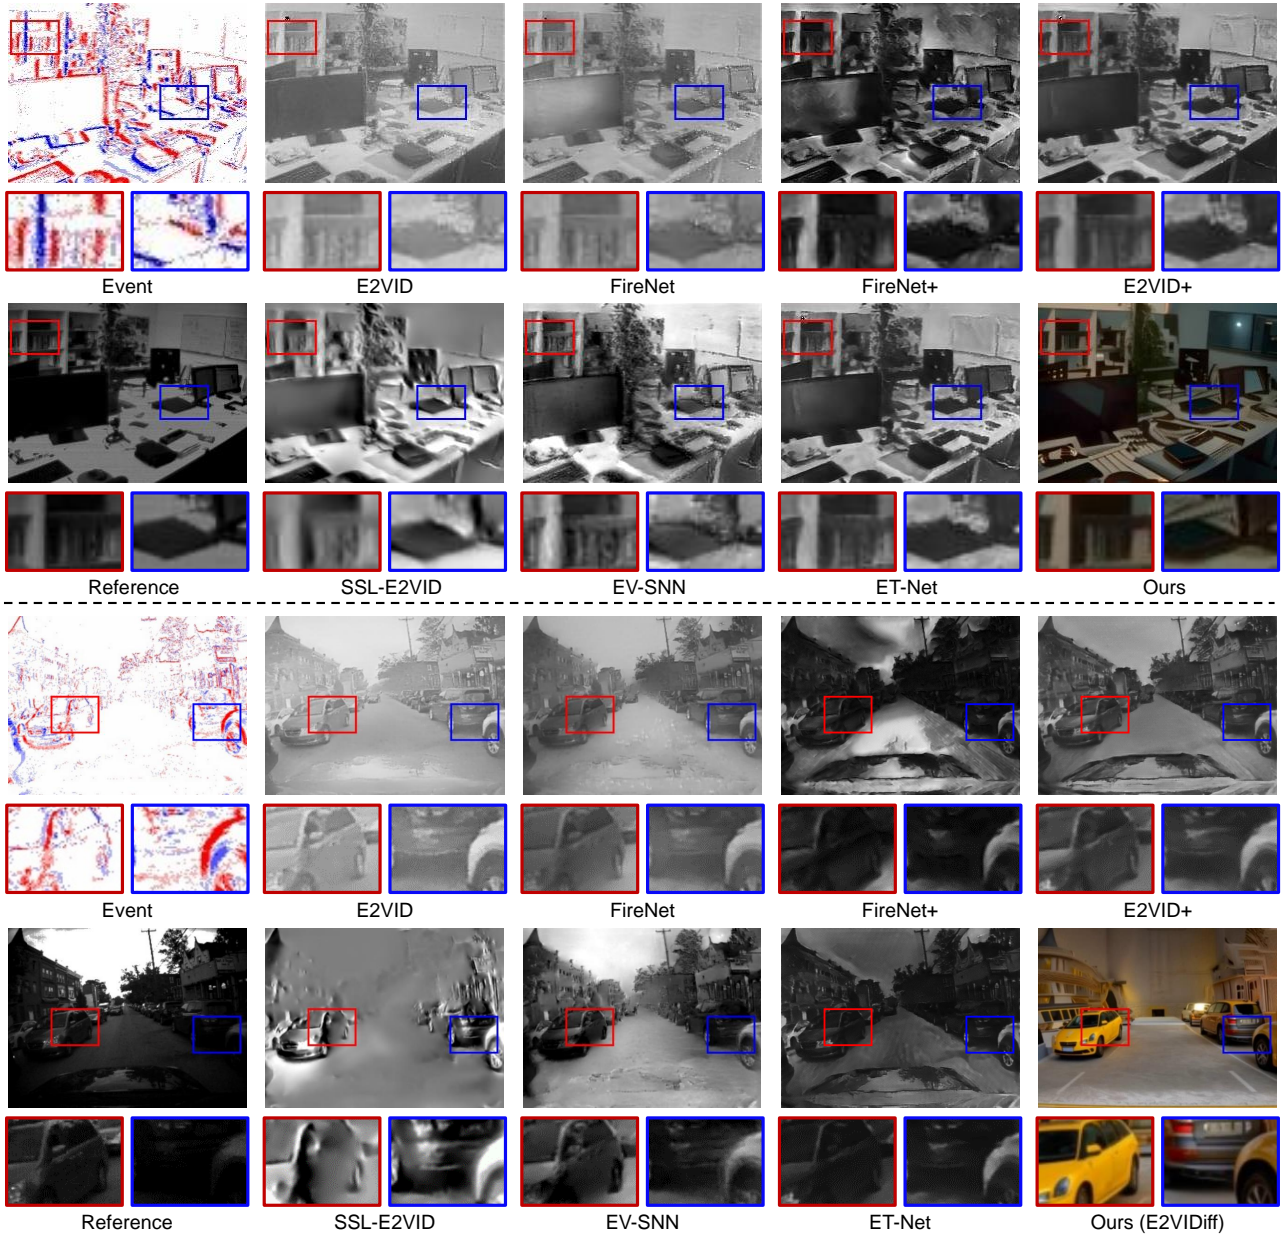 Event E2VID FireNet FireNet+ E2VID+
Reference SSL-E2VID EV-SNN ET-Net Ours
Event E2VID FireNet FireNet+ E2VID+
Reference SSL-E2VID EV-SNN ET-Net Ours (E2VIDiff)